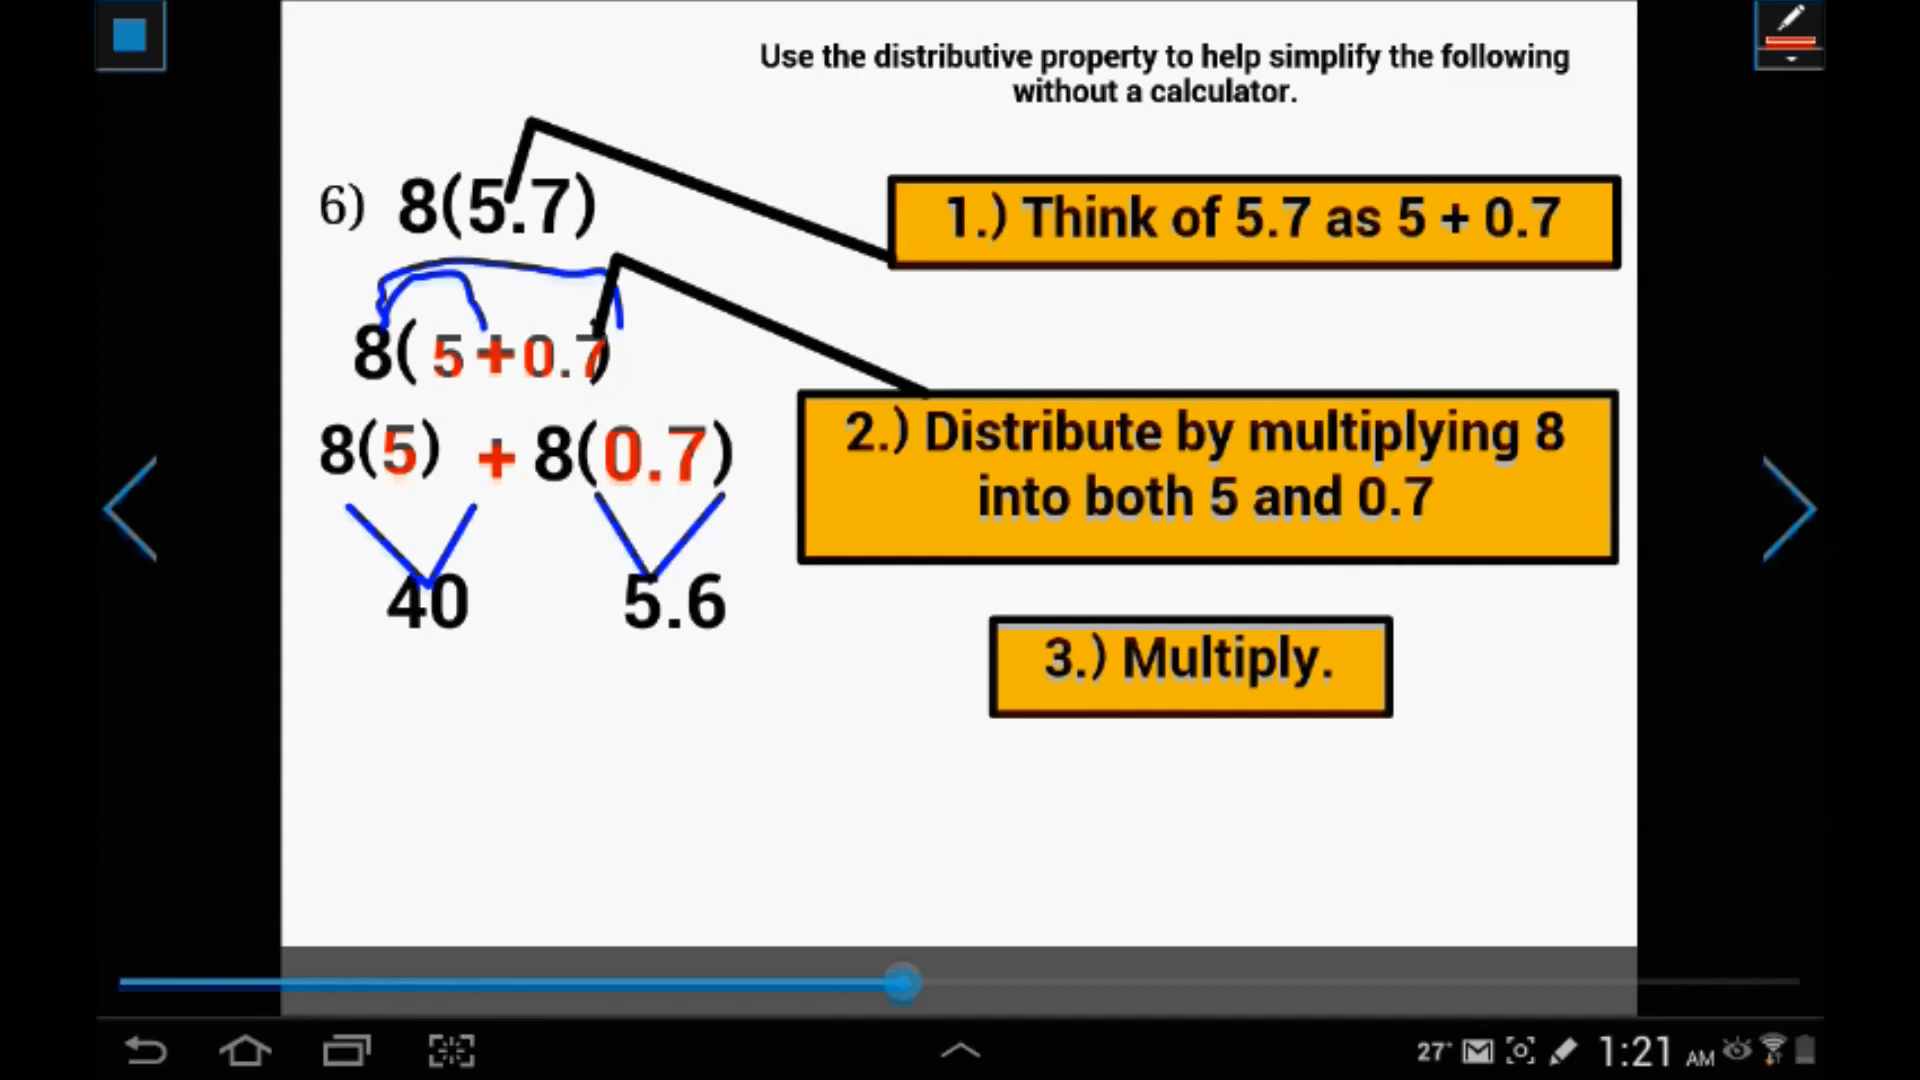 Use the distributive property to help simplify the following
without a calculator.
6) 8(5.7)
1.) Think of 5.7 as 5 + 0.7
8( 5 +0.7)
8(5) + 8(0.7)
2.) Distribute by multiplying 8
into both 5 and 0.7
40 5.6
3.) Multiply.
27° 1:21 AM